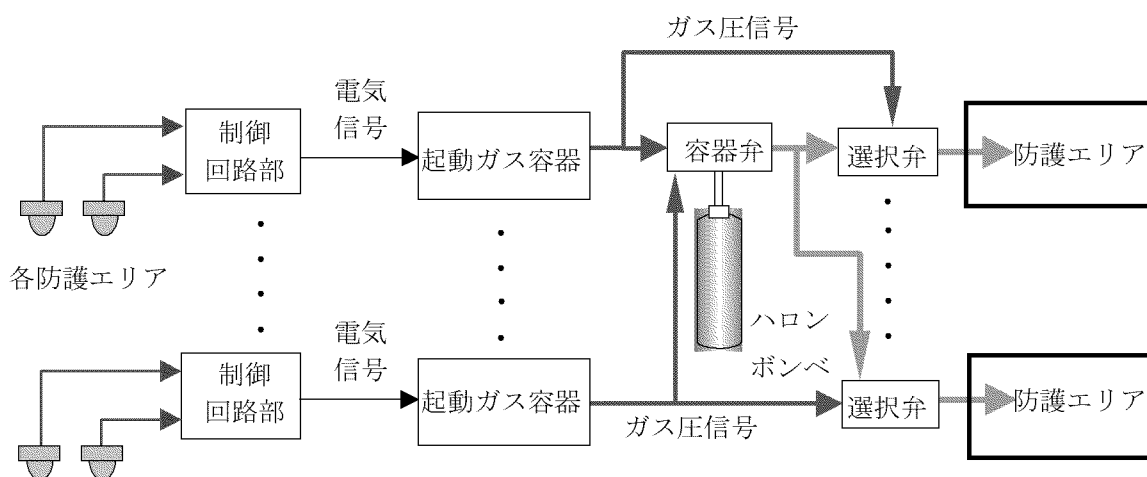 ガス圧信号
電気
信号
制御
回路部
起動ガス容器
容器弁
選択弁
防護エリア
各防護エリア
ハロン
ボンベ
電気
信号
制御
回路部
起動ガス容器
ガス圧信号
選択弁
防護エリア